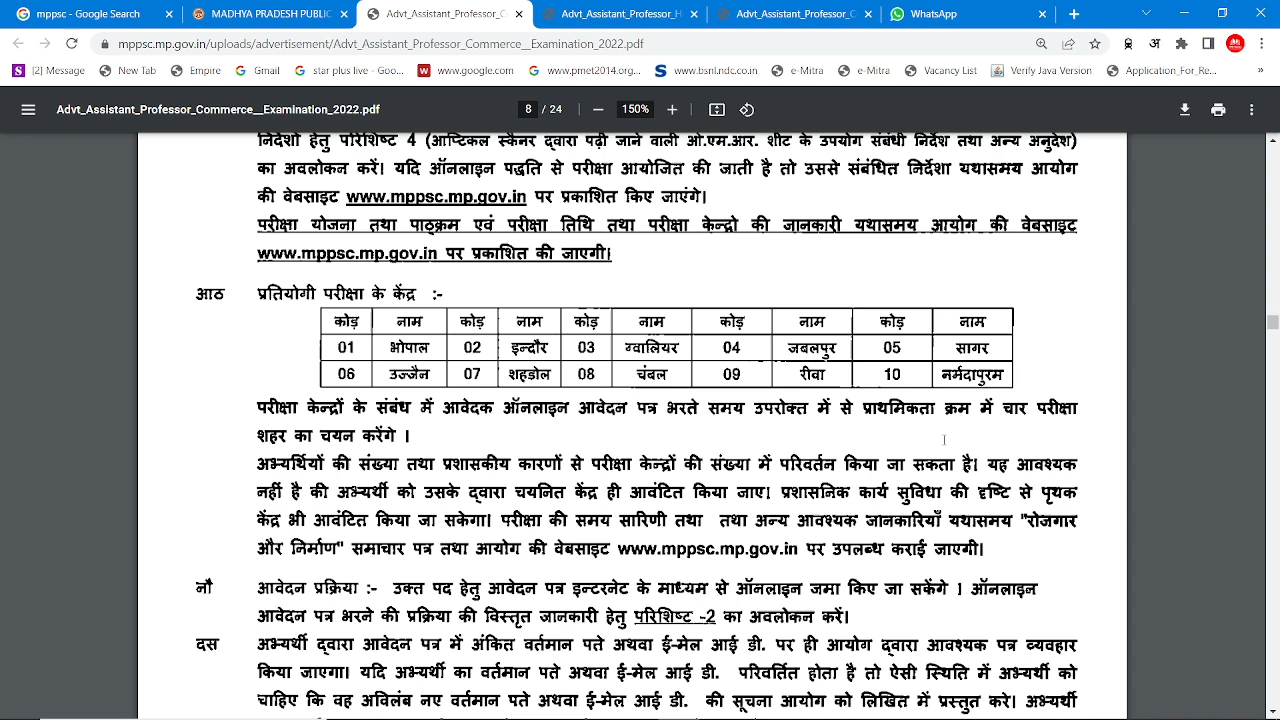 mppsc - Google Search
MADHYA PRADESH PUBLIC
Advt_Assistant_Professor_C
Advt_Assistant_Professor_H
Advt_Assistant_Professor_C
WhatsApp
mppsc.mp.gov.in/uploads/advertisement/Advt_Assistant_Professor_Commerce__Examination_2022.pdf
[2] Message New Tab Empire Gmail star plus live - Goo... www.google.com www.pmet2014.org... www.bsnlrdc.co.in e-Mitra e-Mitra Vacancy List Verify Java Version Application_For_Re...
Advt_Assistant_Professor_Commerce__Examination_2022.pdf 8 / 24 150%
निर्देशों हेतु परिशिष्ट 4 (आप्टिकल स्कैनर द्वारा पढ़ी जाने वाली ओ.एम.आर. शीट के उपयोग संबंधी निर्देश तथा अन्य अनुदेश)
का अवलोकन करें। यदि ऑनलाइन पद्धति से परीक्षा आयोजित की जाती है तो उससे संबंधित निर्देश यथासमय आयोग
की वेबसाइट www.mppsc.mp.gov.in पर प्रकाशित किए जाएंगे।
परीक्षा योजना तथा पाठ्क्रम एवं परीक्षा तिथि तथा परीक्षा केन्द्रो की जानकारी यथासमय आयोग की वेबसाइट
www.mppsc.mp.gov.in पर प्रकाशित की जाएगी।
आठ प्रतियोगी परीक्षा के केंद्र :-
कोड़ नाम कोड़ नाम कोड़ नाम कोड़ नाम कोड़ नाम
01 भोपाल 02 इन्दौर 03 ग्वालियर 04 जबलपुर 05 सागर
06 उज्जैन 07 शहडोल 08 चंबल 09 रीवा 10 नर्मदापुरम
परीक्षा केन्द्रों के संबंध में आवेदक ऑनलाइन आवेदन पत्र भरते समय उपरोक्त में से प्राथमिकता क्रम में चार परीक्षा
शहर का चयन करेंगे ।
अभ्यर्थियों की संख्या तथा प्रशासकीय कारणों से परीक्षा केन्द्रों की संख्या में परिवर्तन किया जा सकता है। यह आवश्यक
नहीं है की अभ्यर्थी को उसके द्वारा चयनित केंद्र ही आवंटित किया जाए। प्रशासनिक कार्य सुविधा की दृष्टि से पृथक
केंद्र भी आवंटित किया जा सकेगा। परीक्षा की समय सारिणी तथा तथा अन्य आवश्यक जानकारियाँ यथासमय "रोजगार
और निर्माण" समाचार पत्र तथा आयोग की वेबसाइट www.mppsc.mp.gov.in पर उपलब्ध कराई जाएगी।
नौ आवेदन प्रक्रिया :- उक्त पद हेतु आवेदन पत्र इन्टरनेट के माध्यम से ऑनलाइन जमा किए जा सकेंगे । ऑनलाइन
आवेदन पत्र भरने की प्रक्रिया की विस्तृत जानकारी हेतु परिशिष्ट -2 का अवलोकन करें।
दस अभ्यर्थी द्वारा आवेदन पत्र में अंकित वर्तमान पते अथवा ई-मेल आई डी. पर ही आयोग द्वारा आवश्यक पत्र व्यवहार
किया जाएगा। यदि अभ्यर्थी का वर्तमान पते अथवा ई-मेल आई डी. परिवर्तित होता है तो ऐसी स्थिति में अभ्यर्थी को
चाहिए कि वह अविलंब नए वर्तमान पते अथवा ई-मेल आई डी. की सूचना आयोग को लिखित में प्रस्तुत करे। अभ्यर्थी